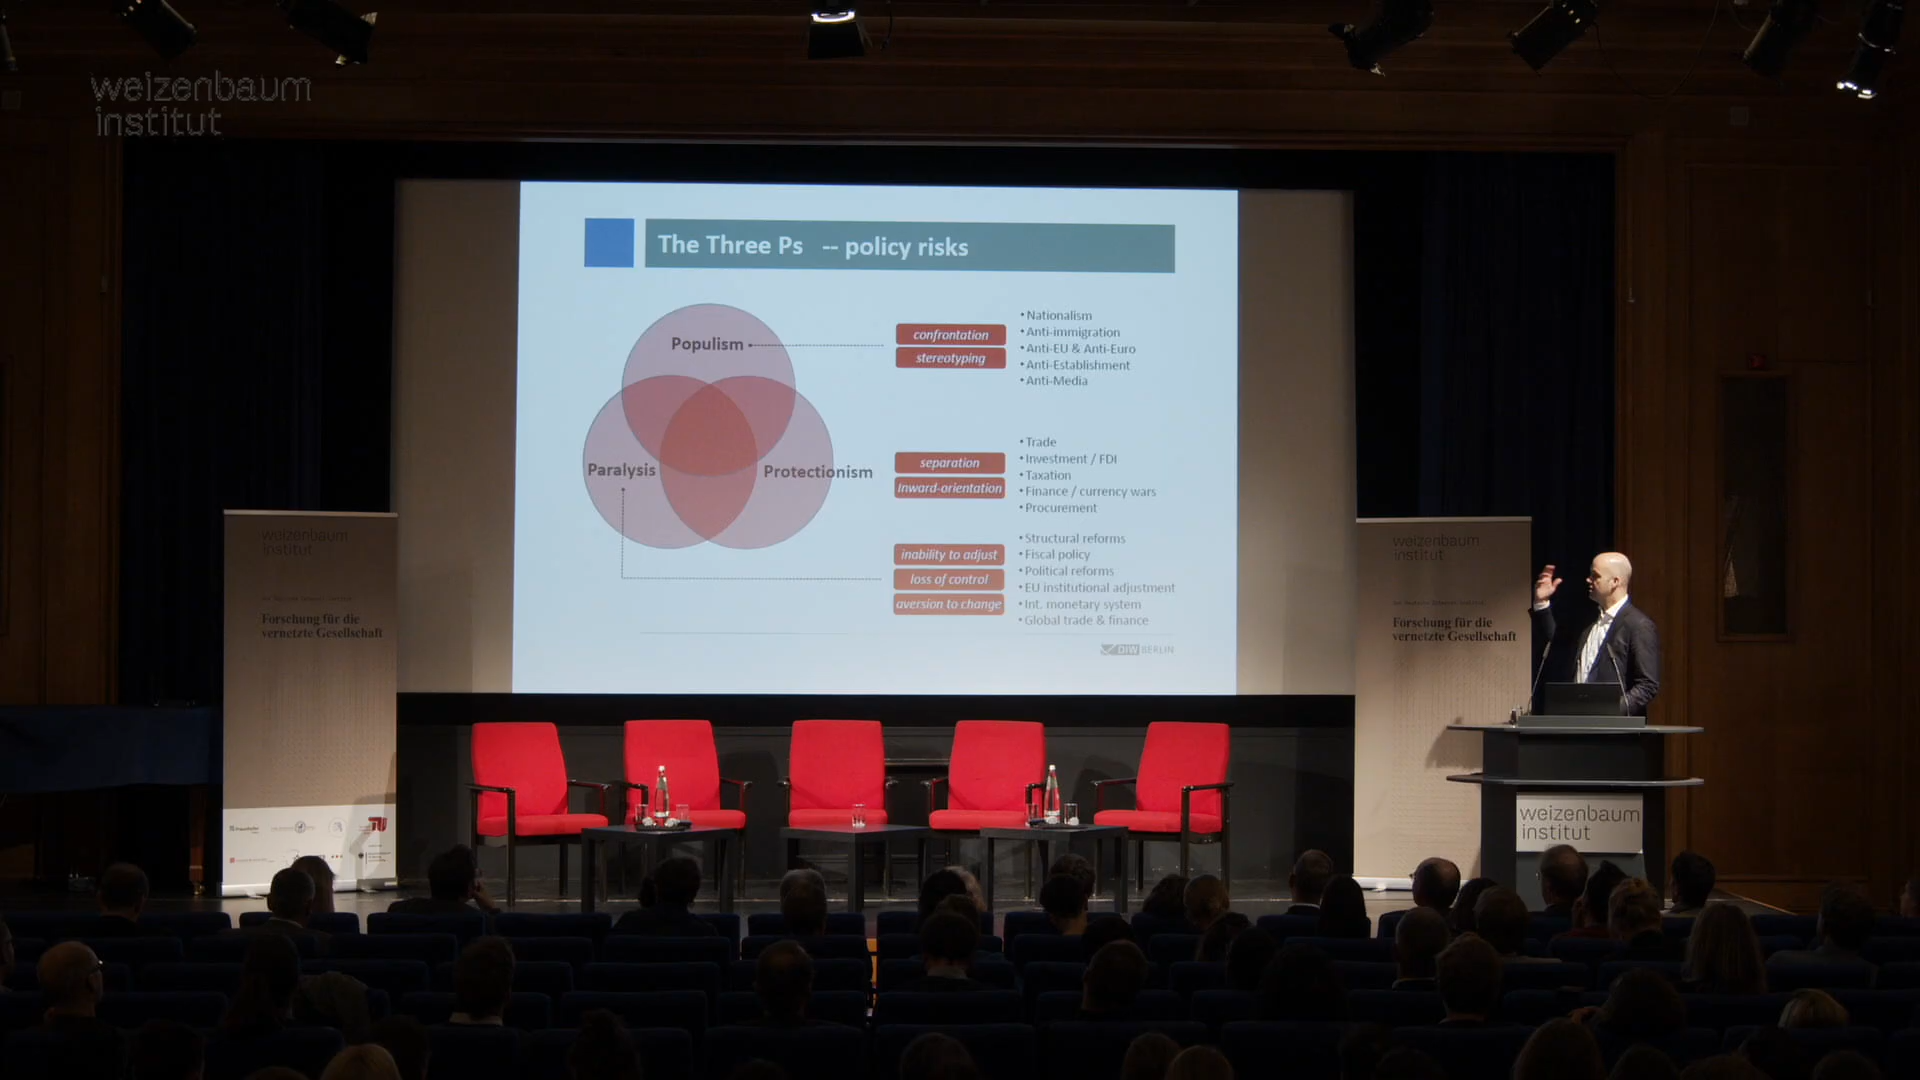 weizenbaum
institut
The Three Ps -- policy risks
Populism
Paralysis
Protectionism
confrontation
stereotyping
• Nationalism
• Anti-immigration
• Anti-EU & Anti-Euro
• Anti-Establishment
• Anti-Media
separation
Inward-orientation
• Trade
• Investment / FDI
• Taxation
• Finance / currency wars
• Procurement
inability to adjust
loss of control
aversion to change
• Structural reforms
• Fiscal policy
• Political reforms
• EU institutional adjustment
• Int. monetary system
• Global trade & finance
DIW BERLIN
weizenbaum
institut
Forschung für die
vernetzte Gesellschaft
Fraunhofer
weizenbaum
institut
Forschung für die
vernetzte Gesellschaft
weizenbaum
institut